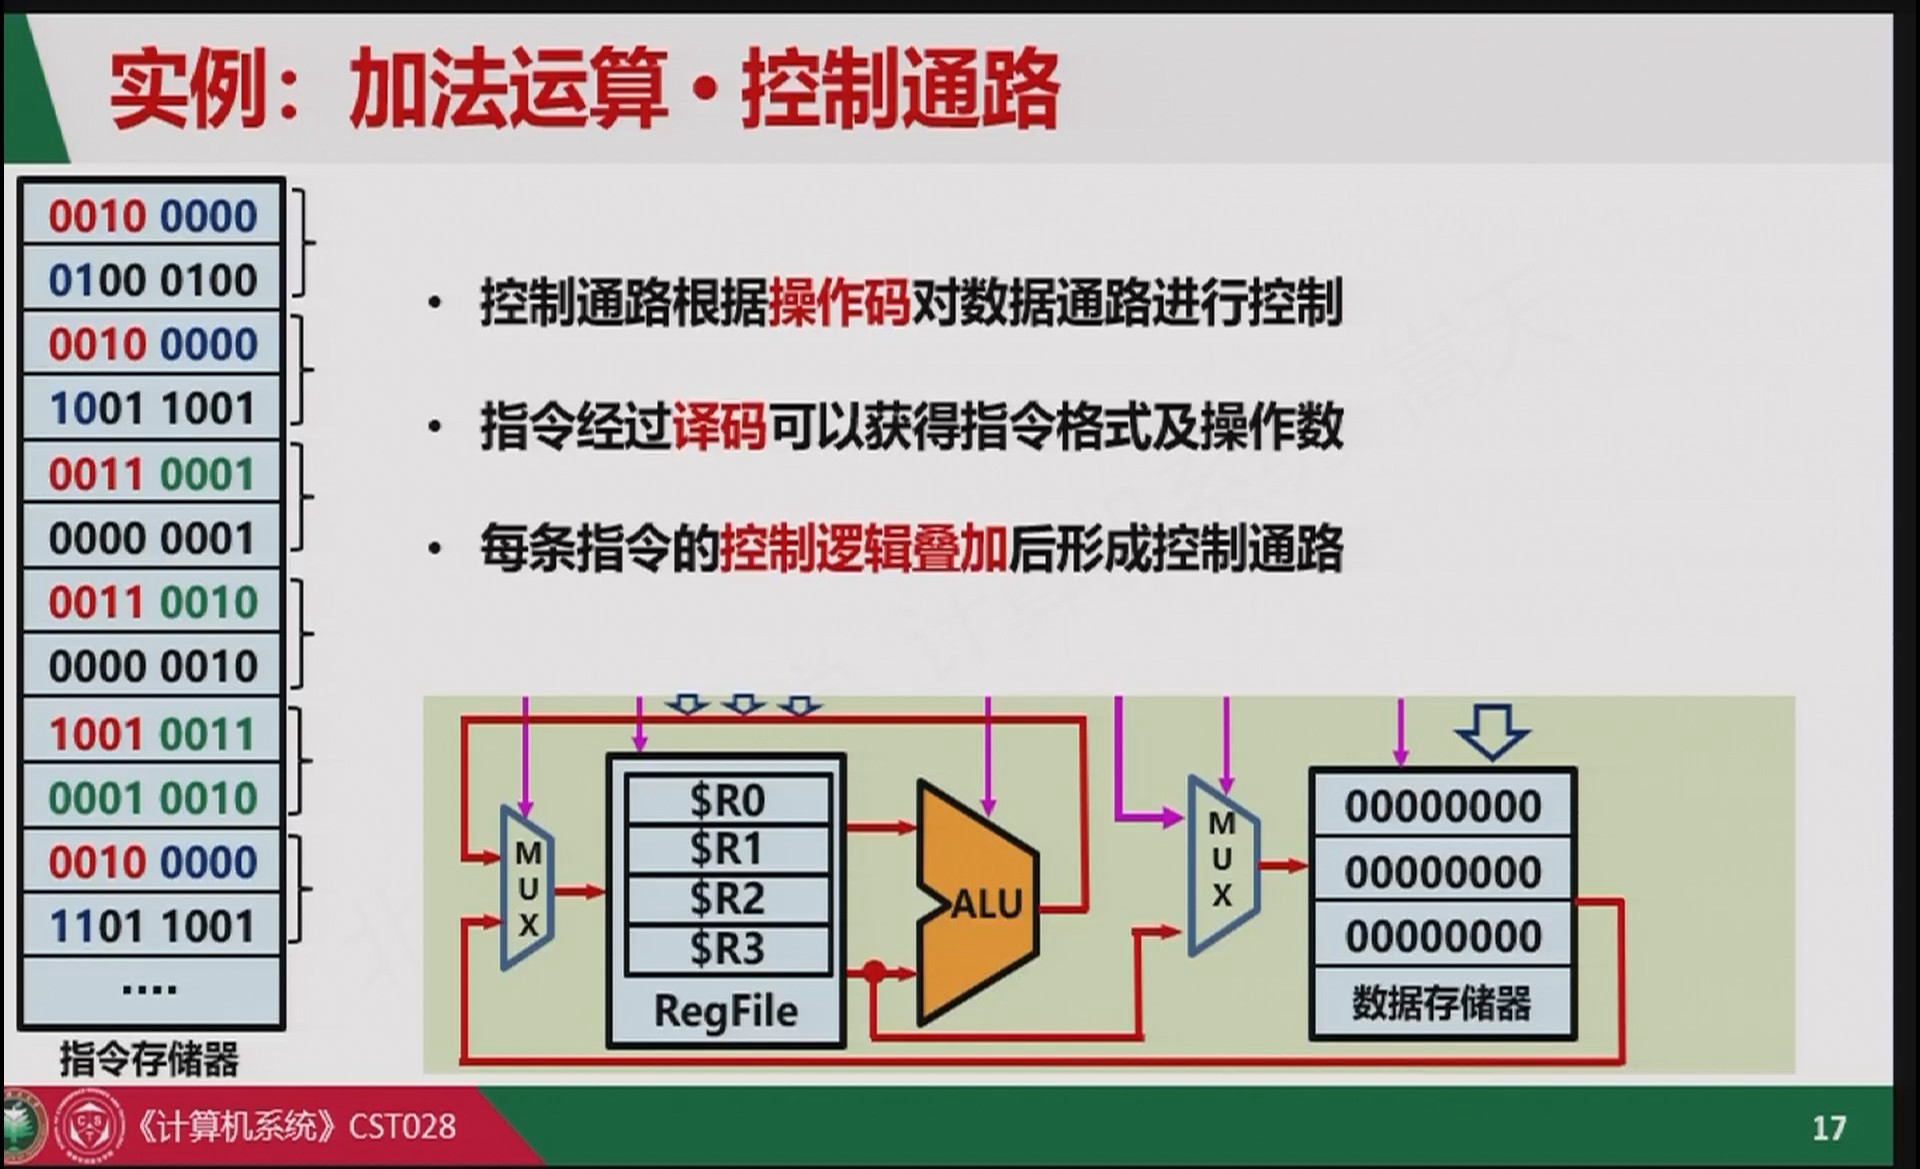 实例：加法运算·控制通路
0010 0000
0100 0100
0010 0000
1001 1001
0011 0001
0000 0001
0011 0010
0000 0010
1001 0011
0001 0010
0010 0000
1101 1001
....
指令存储器
• 控制通路根据操作码对数据通路进行控制
• 指令经过译码可以获得指令格式及操作数
• 每条指令的控制逻辑叠加后形成控制通路
MUX
$R0
$R1
$R2
$R3
RegFile
ALU
MUX
00000000
00000000
00000000
数据存储器
《计算机系统》CST028
17